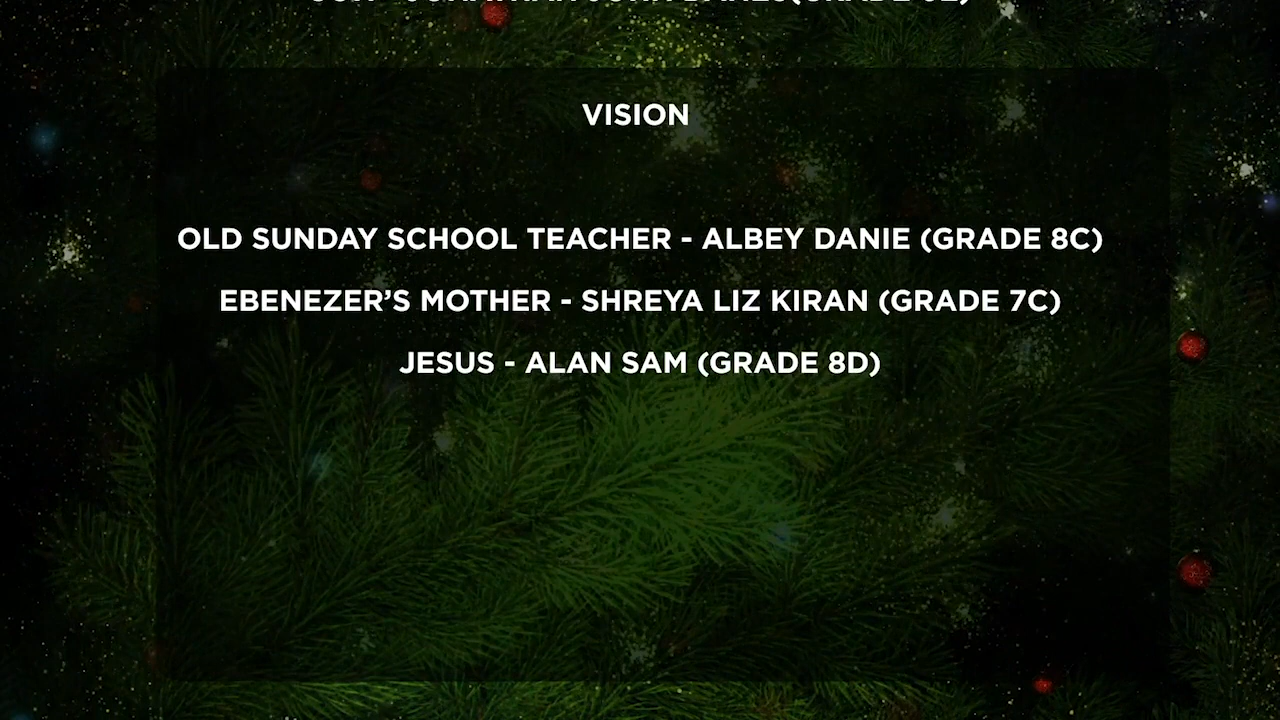 VISION
OLD SUNDAY SCHOOL TEACHER - ALBEY DANIE (GRADE 8C)
EBENEZER’S MOTHER - SHREYA LIZ KIRAN (GRADE 7C)
JESUS - ALAN SAM (GRADE 8D)